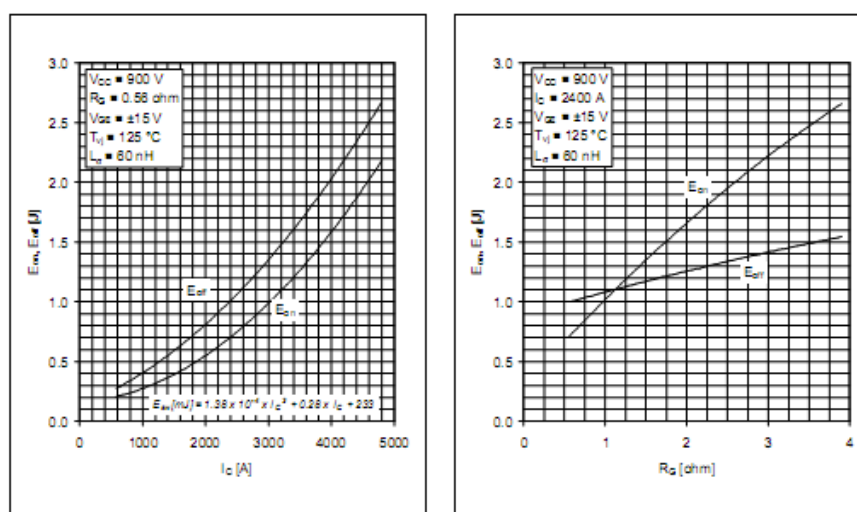 3.0
2.5
2.0
1.5
1.0
0.5
0.0
Eon, Eoff [J]
VCC = 900 V
RG = 0.56 ohm
VGE = ±15 V
Tvj = 125 °C
Lσ = 60 nH
Eoff
Eon
Esw [mJ] = 1.38 x 10⁻⁴ x IC² + 0.28 x IC + 233
0 1000 2000 3000 4000 5000
IC [A]
3.0
2.5
2.0
1.5
1.0
0.5
0.0
Eon, Eoff [J]
VCC = 900 V
IC = 2400 A
VGE = ±15 V
Tvj = 125 °C
Lσ = 60 nH
Eon
Eoff
0 1 2 3 4
RG [ohm]